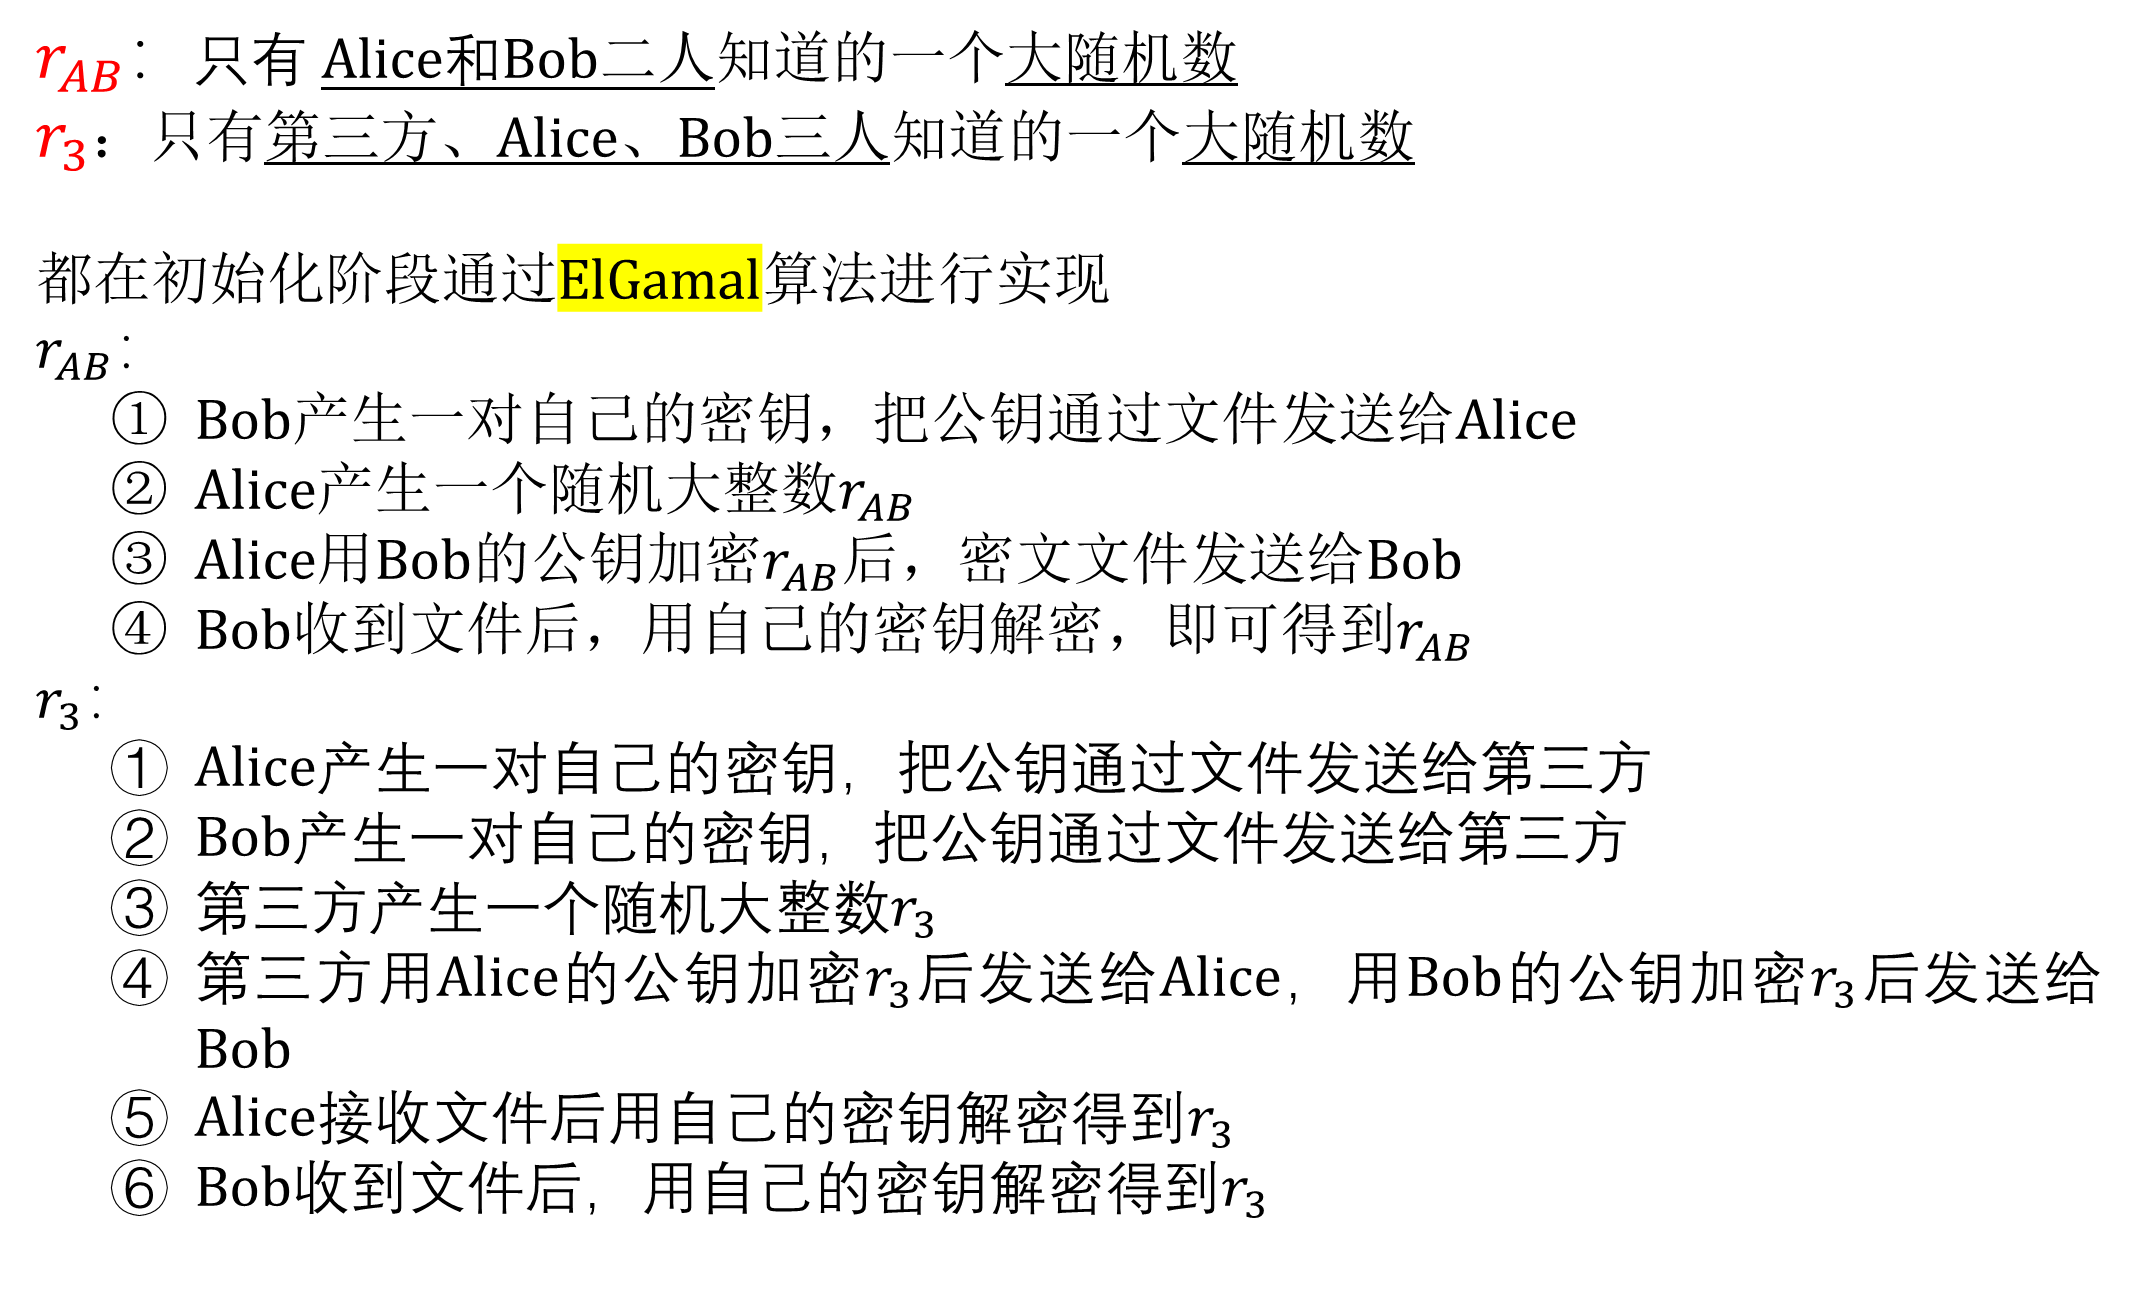 r_AB： 只有 Alice和Bob二人知道的一个大随机数
r_3：只有第三方、Alice、Bob三人知道的一个大随机数
都在初始化阶段通过ElGamal算法进行实现
r_AB：
① Bob产生一对自己的密钥，把公钥通过文件发送给Alice
② Alice产生一个随机大整数r_AB
③ Alice用Bob的公钥加密r_AB后，密文文件发送给Bob
④ Bob收到文件后，用自己的密钥解密，即可得到r_AB
r_3：
① Alice产生一对自己的密钥，把公钥通过文件发送给第三方
② Bob产生一对自己的密钥，把公钥通过文件发送给第三方
③ 第三方产生一个随机大整数r_3
④ 第三方用Alice的公钥加密r_3后发送给Alice，用Bob的公钥加密r_3后发送给
Bob
⑤ Alice接收文件后用自己的密钥解密得到r_3
⑥ Bob收到文件后，用自己的密钥解密得到r_3